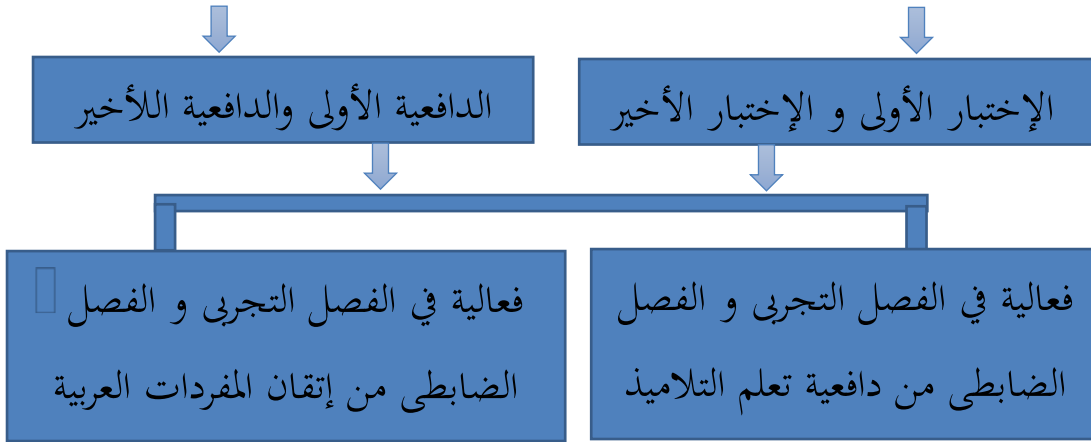 الإختبار الأولى و الإختبار الأخير
الدافعية الأولى والدافعية اللأخير
فعالية في الفصل التجربى و الفصل
الضابطى من دافعية تعلم التلاميذ
فعالية في الفصل التجربى و الفصل
الضابطى من إتقان المفردات العربية